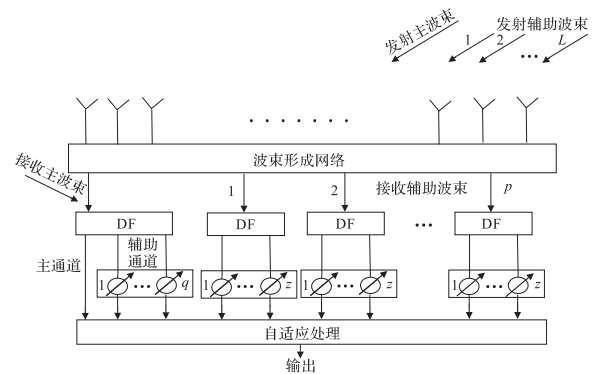 发射主波束
发射辅助波束
1 2 … L
波束形成网络
接收主波束
1 2 接收辅助波束 p
DF DF DF … DF
主通道
辅助
通道
1 … q 1 … z 1 … z 1 … z
自适应处理
输出